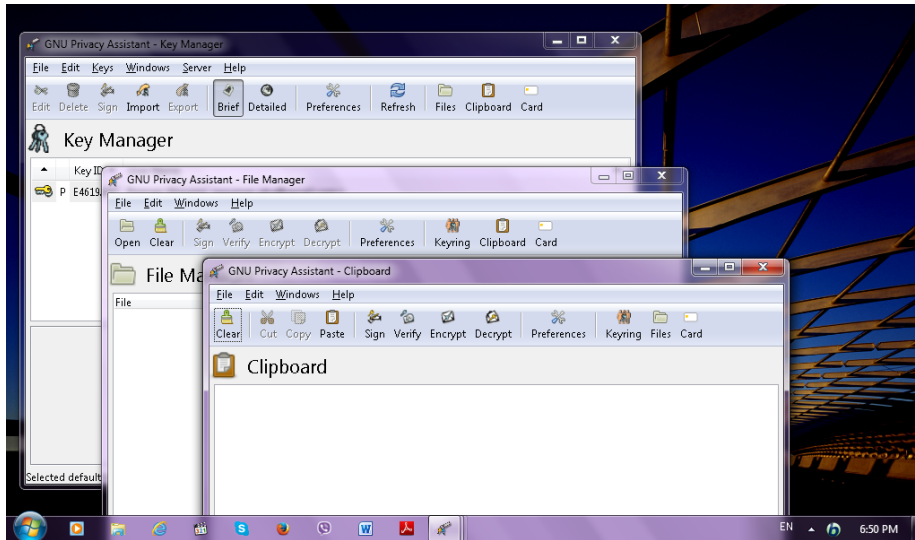 GNU Privacy Assistant - Key Manager
File Edit Keys Windows Server Help
Edit Delete Sign Import Export Brief Detailed Preferences Refresh Files Clipboard Card
Key Manager
Key ID
P E4619
GNU Privacy Assistant - File Manager
File Edit Windows Help
Open Clear Sign Verify Encrypt Decrypt Preferences Keyring Clipboard Card
File Ma
File
GNU Privacy Assistant - Clipboard
File Edit Windows Help
Clear Cut Copy Paste Sign Verify Encrypt Decrypt Preferences Keyring Files Card
Clipboard
Selected default
EN 6:50 PM